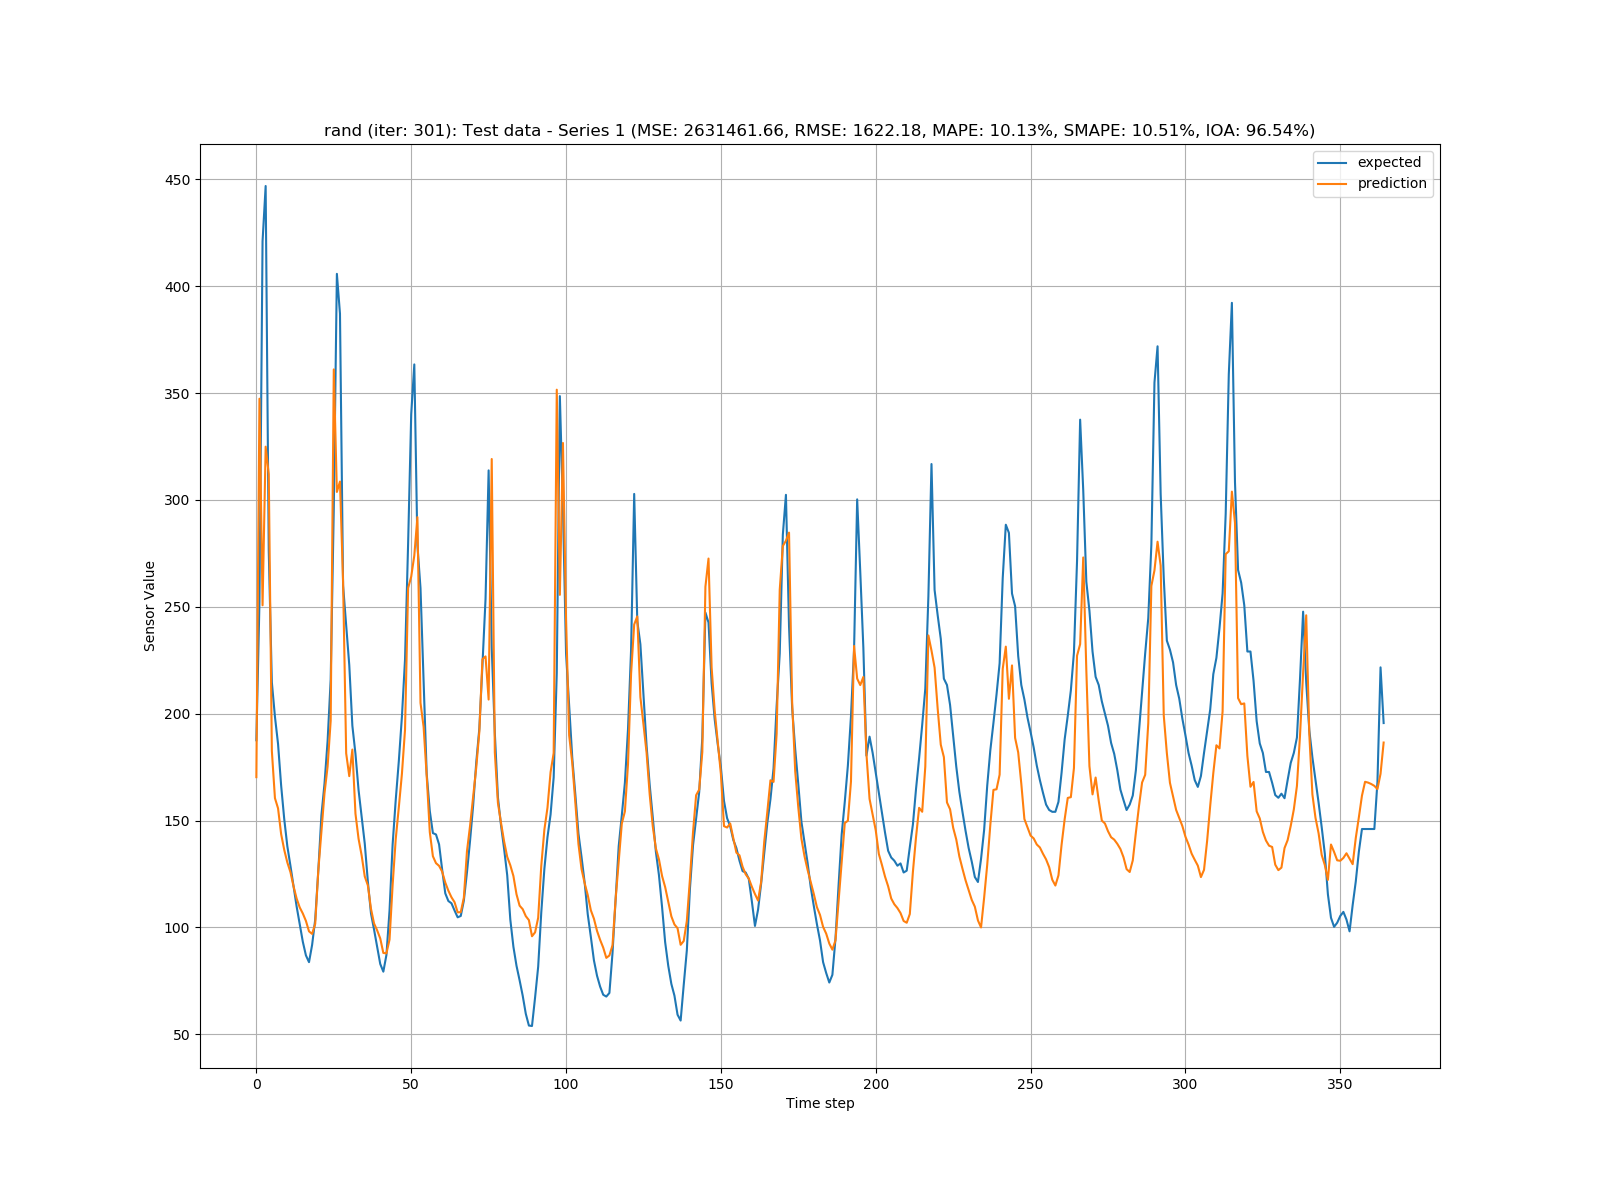 rand (iter: 301): Test data - Series 1 (MSE: 2631461.66, RMSE: 1622.18, MAPE: 10.13%, SMAPE: 10.51%, IOA: 96.54%)
expected
prediction
450
400
350
300
250
200
150
100
50
Sensor Value
0 50 100 150 200 250 300 350
Time step